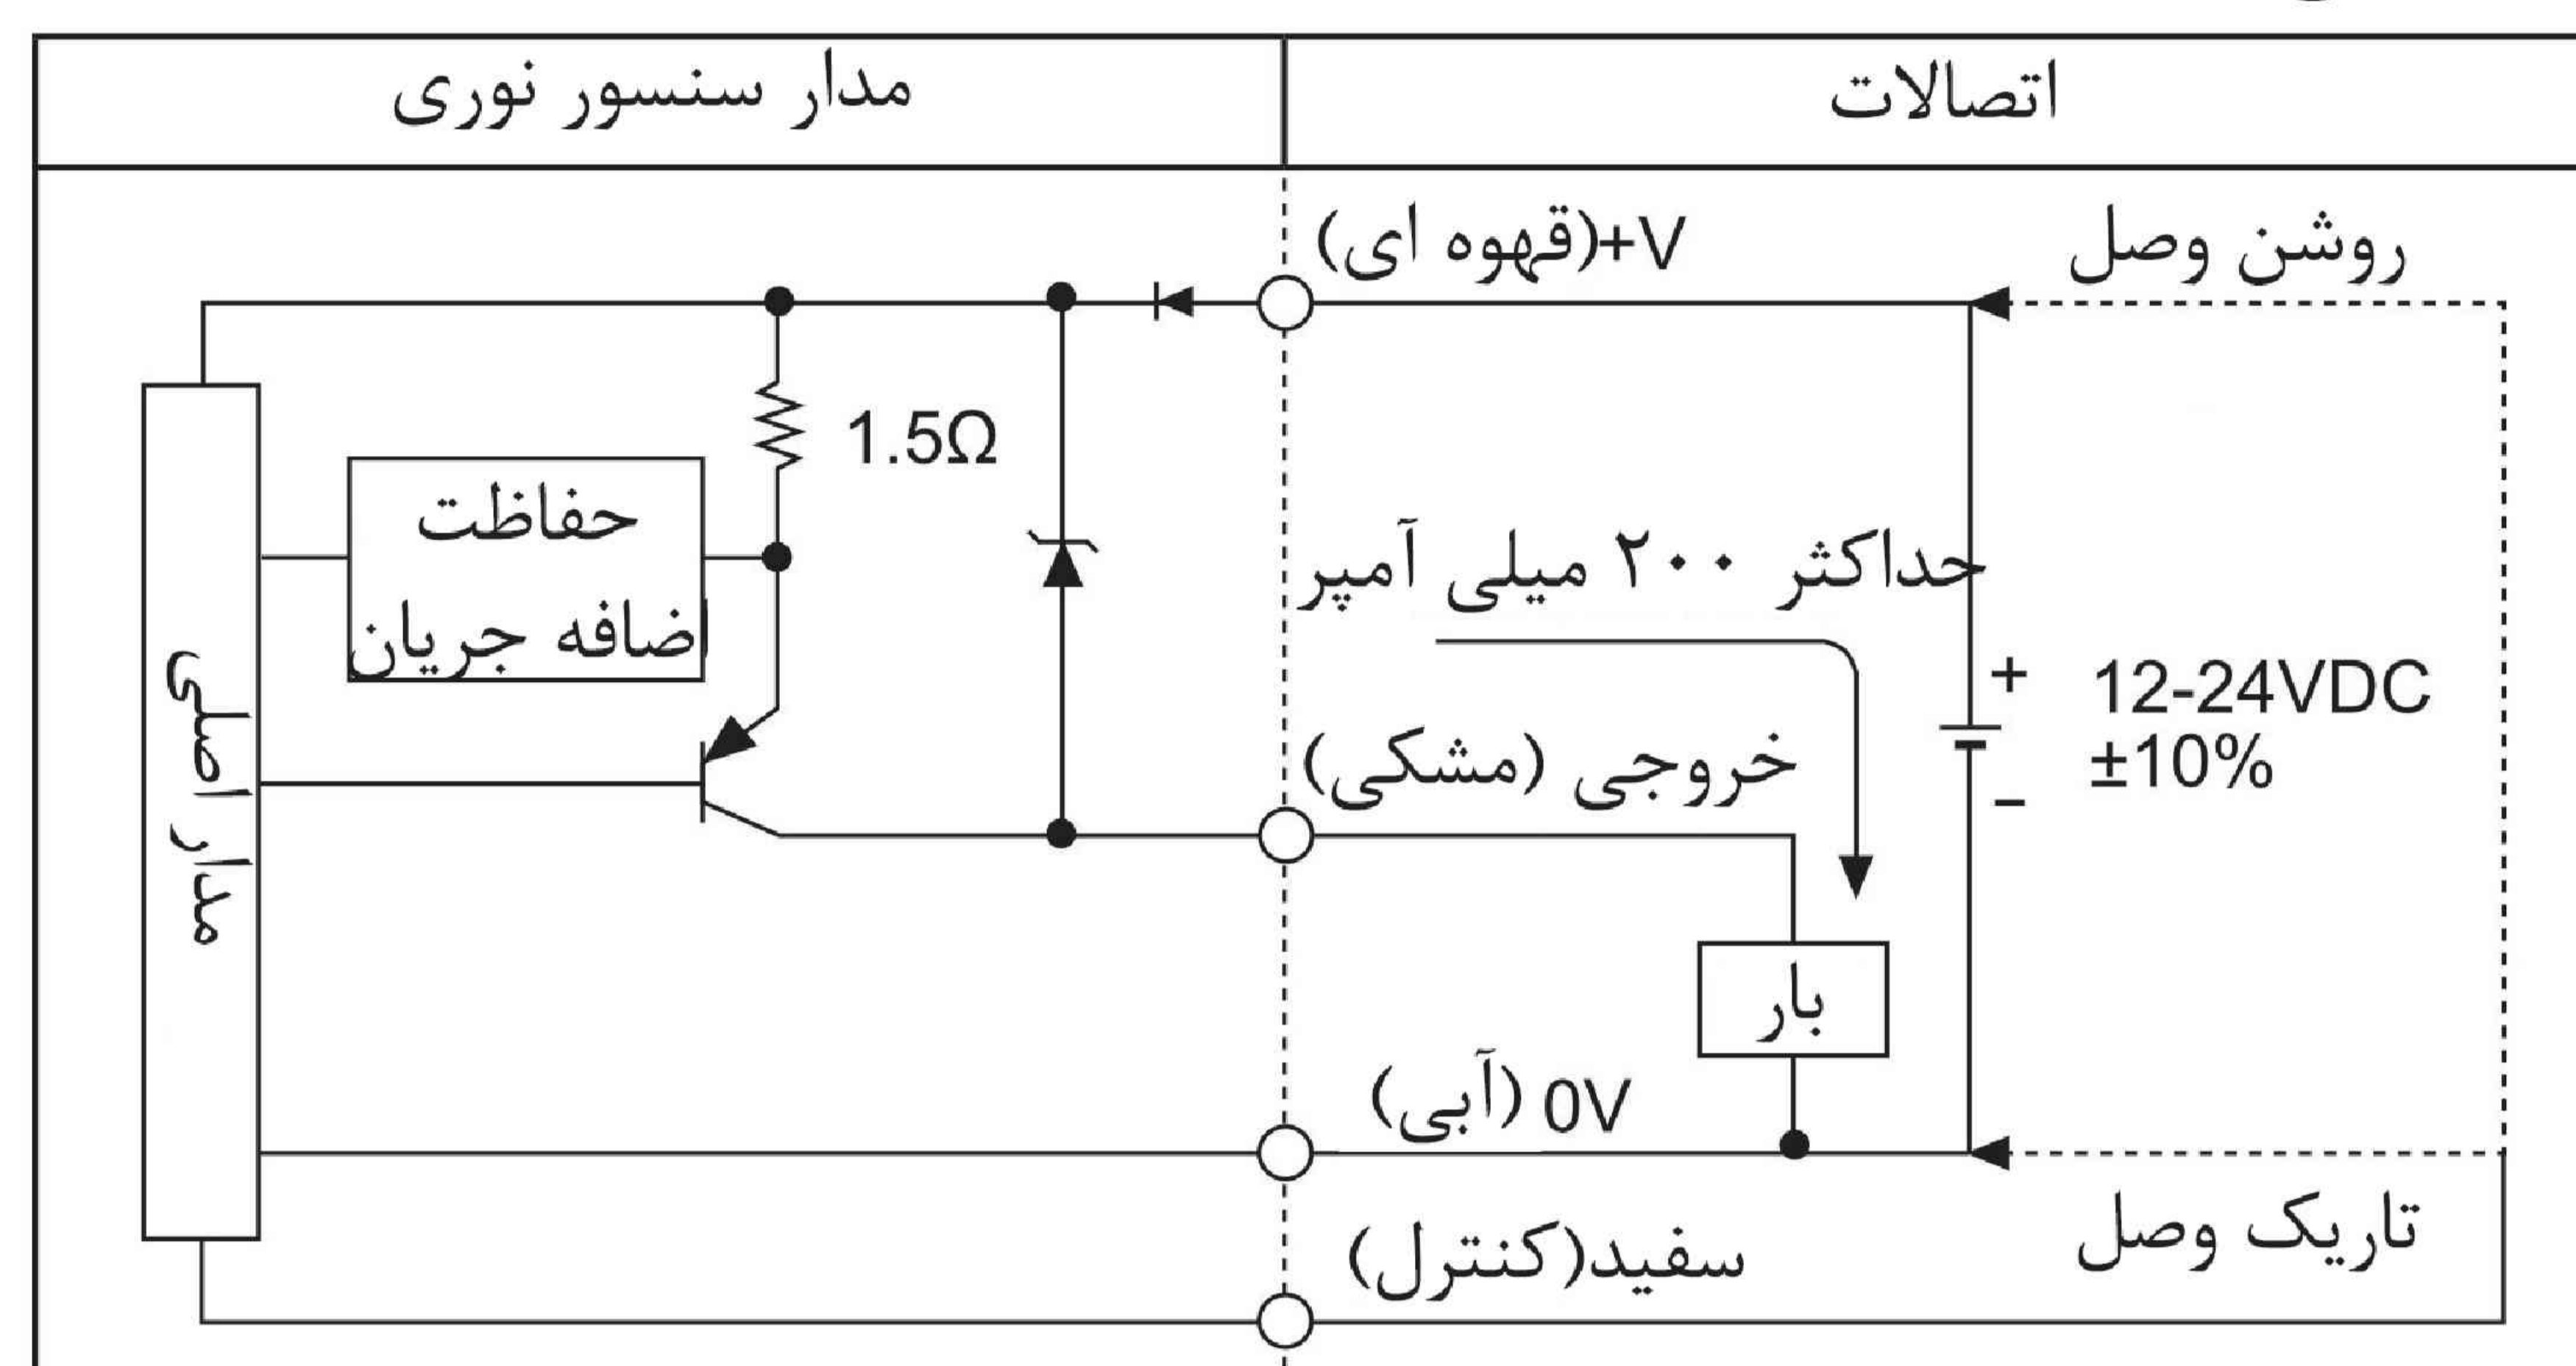 اتصالات
مدار سنسور نوری
(قهوه ای)+V
روشن وصل
1.5Ω
حفاظت
اضافه جریان
حداکثر ۲۰۰ میلی آمپر
+
12-24VDC
±10%
−
خروجی (مشکی)
مدار اصلی
بار
(آبی) 0V
تاریک وصل
سفید(کنترل)